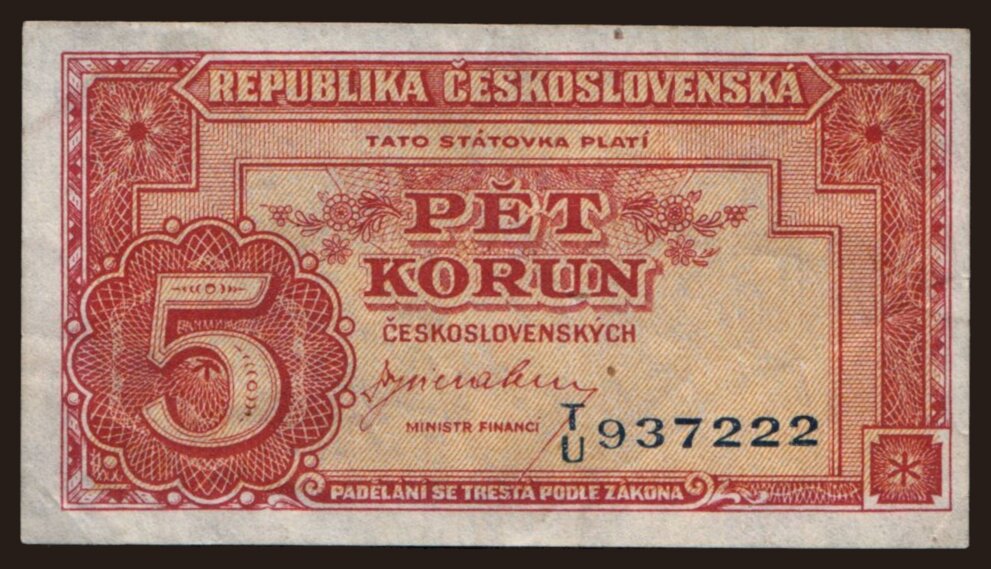 REPUBLIKA ČESKOSLOVENSKÁ
TATO STÁTOVKA PLATÍ
PĚT
KORUN
ČESKOSLOVENSKÝCH
5
MINISTR FINANCÍ
T/U 937222
PADĚLÁNÍ SE TRESTÁ PODLE ZÁKONA